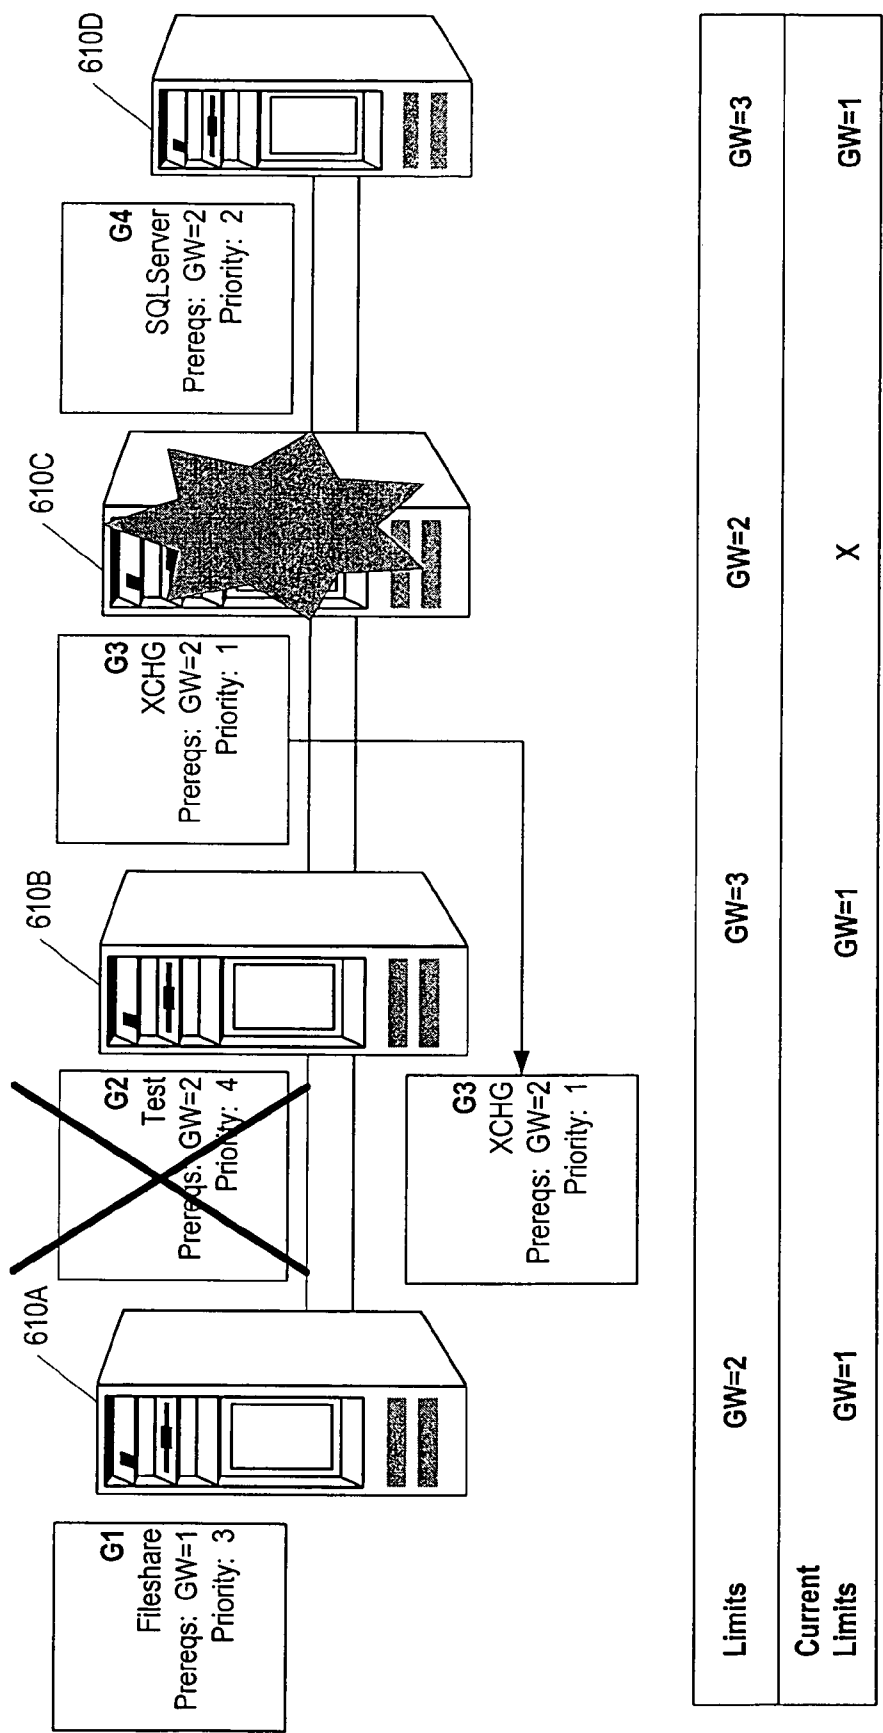 610A
610B
610C
610D
G1
Fileshare
Prereqs: GW=1
Priority: 3
G2
Test
Prereqs: GW=2
Priority: 4
G3
XCHG
Prereqs: GW=2
Priority: 1
G4
SQLServer
Prereqs: GW=2
Priority: 2
G3
XCHG
Prereqs: GW=2
Priority: 1
Limits GW=2 GW=3 GW=2 GW=3
Current
Limits GW=1 GW=1 X GW=1